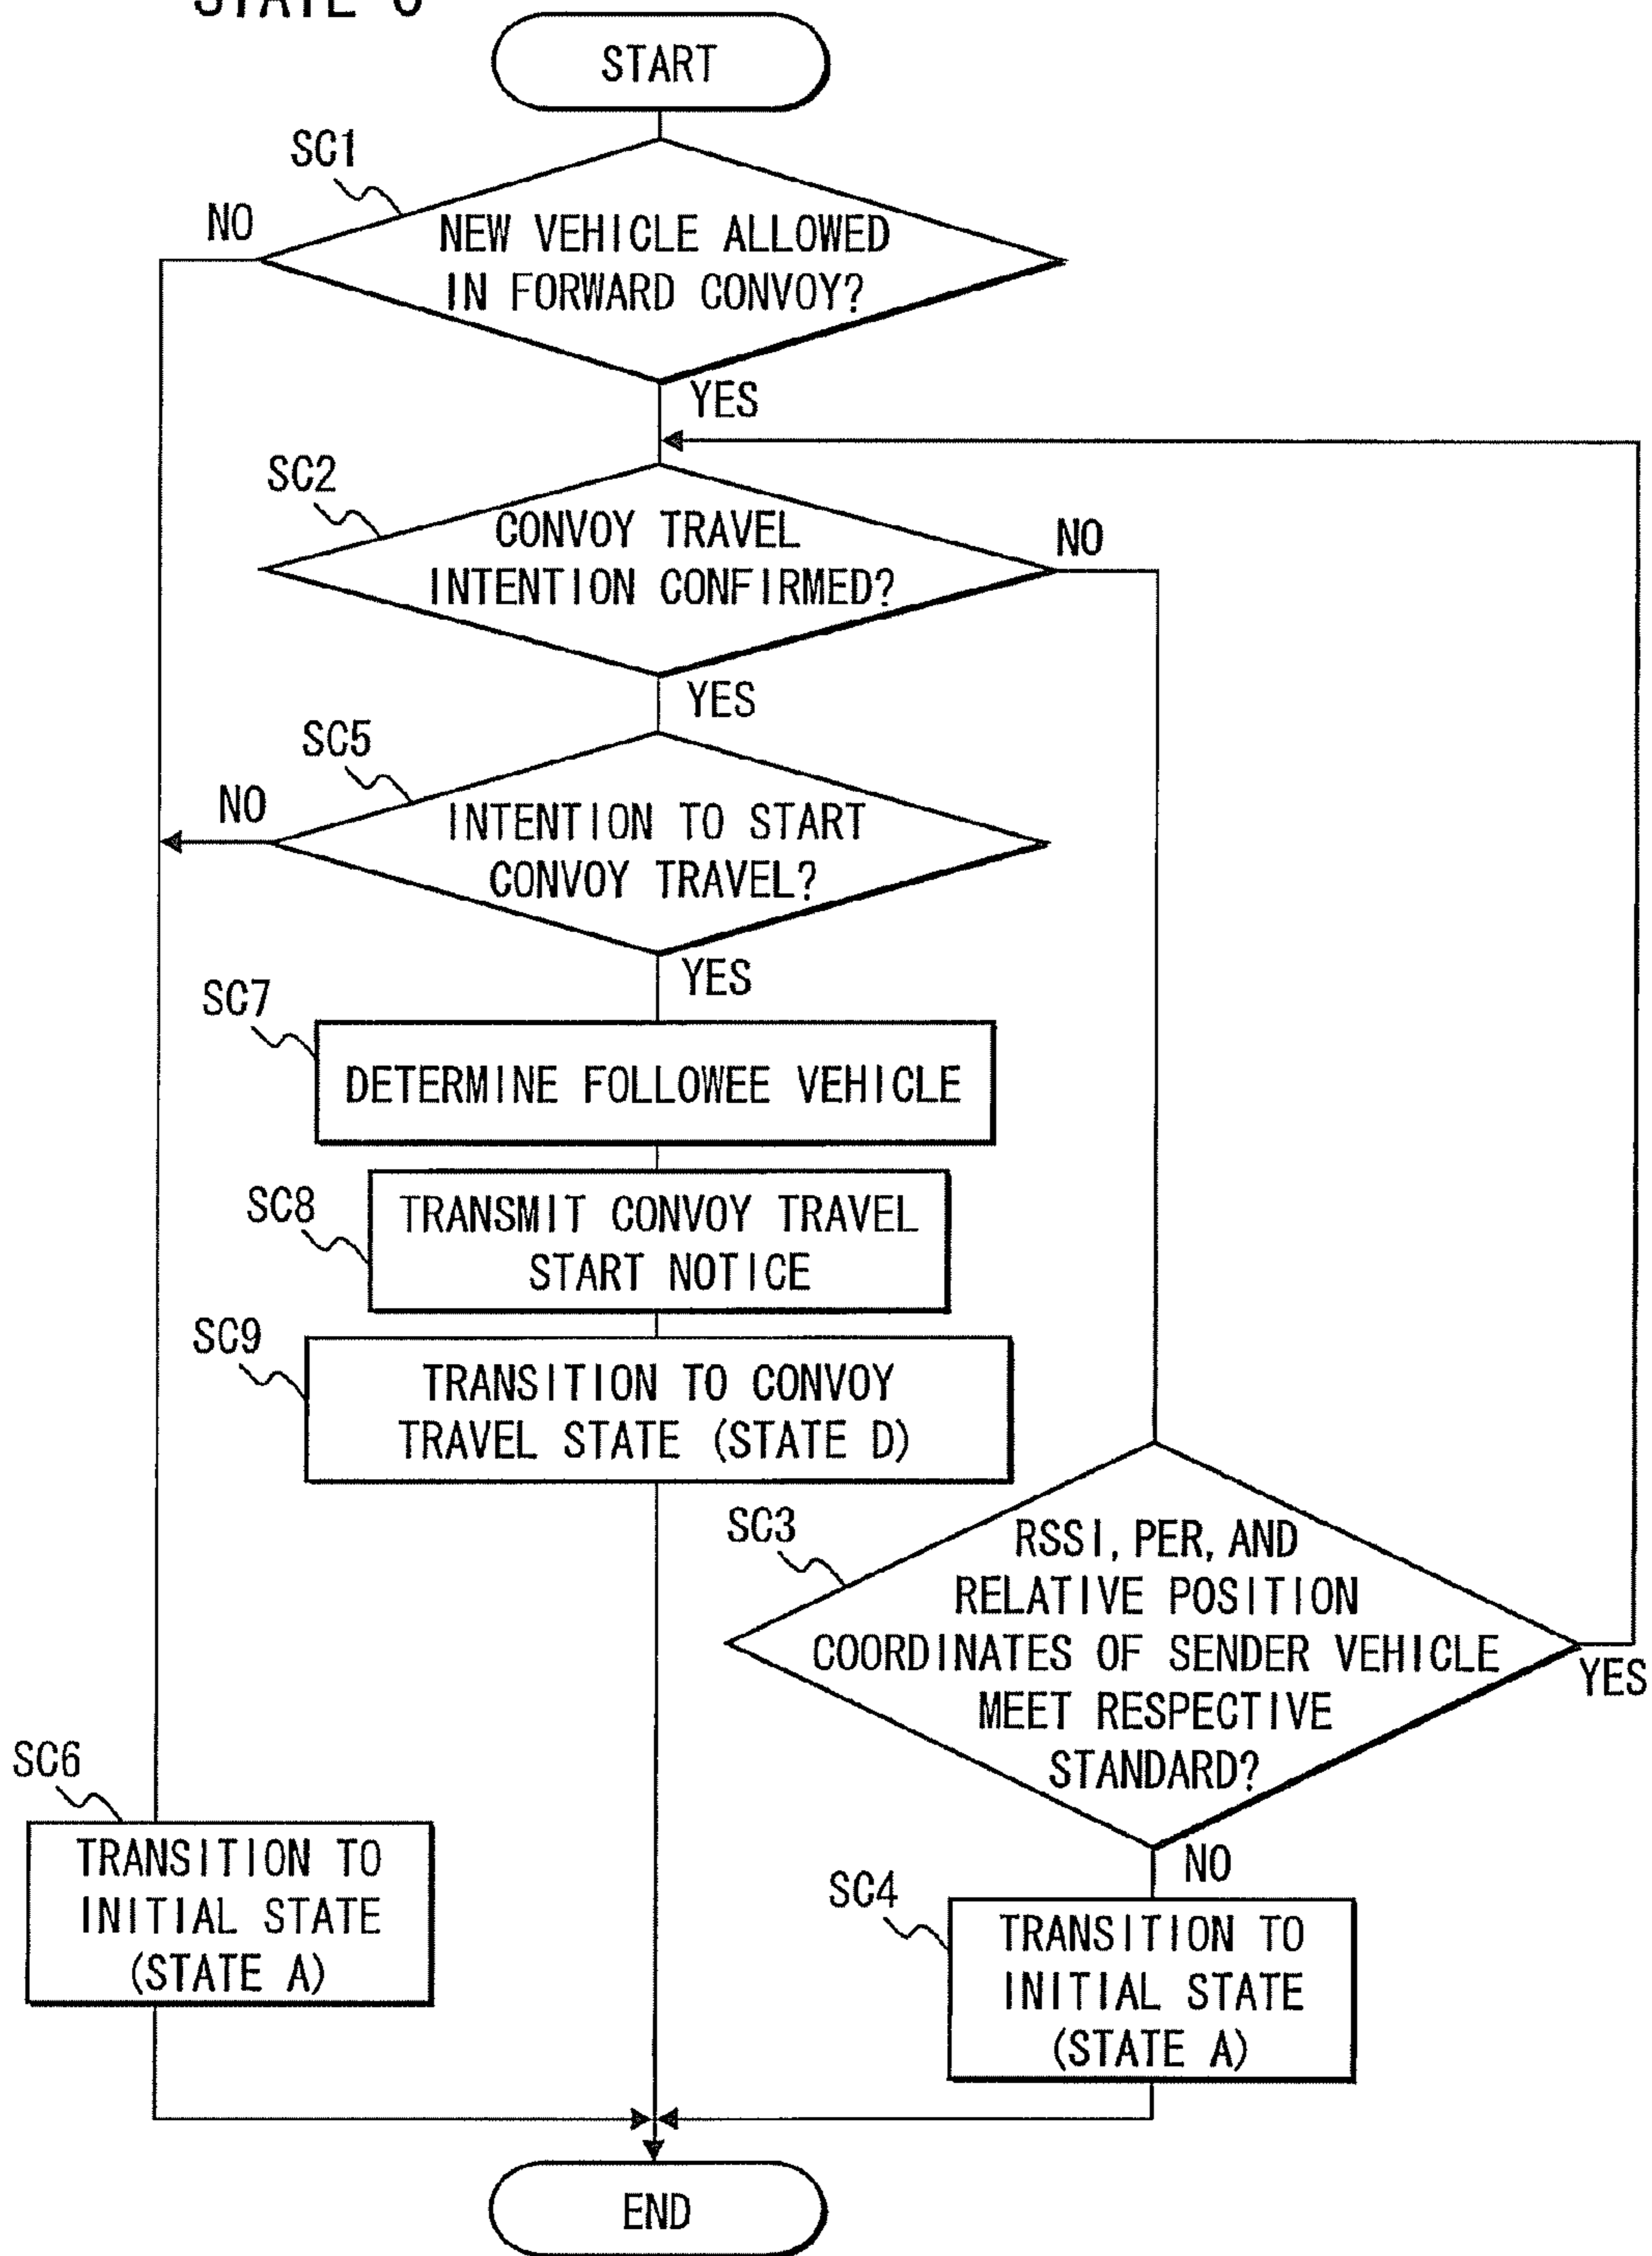 START
SC1
NO
NEW VEHICLE ALLOWED
IN FORWARD CONVOY?
YES
SC2
CONVOY TRAVEL
INTENTION CONFIRMED?
NO
YES
SC5
NO
INTENTION TO START
CONVOY TRAVEL?
YES
SC7
DETERMINE FOLLOWEE VEHICLE
SC8
TRANSMIT CONVOY TRAVEL
START NOTICE
SC9
TRANSITION TO CONVOY
TRAVEL STATE (STATE D)
SC3
RSSI, PER, AND
RELATIVE POSITION
COORDINATES OF SENDER VEHICLE
MEET RESPECTIVE
STANDARD?
YES
NO
SC6
TRANSITION TO
INITIAL STATE
(STATE A)
SC4
TRANSITION TO
INITIAL STATE
(STATE A)
END